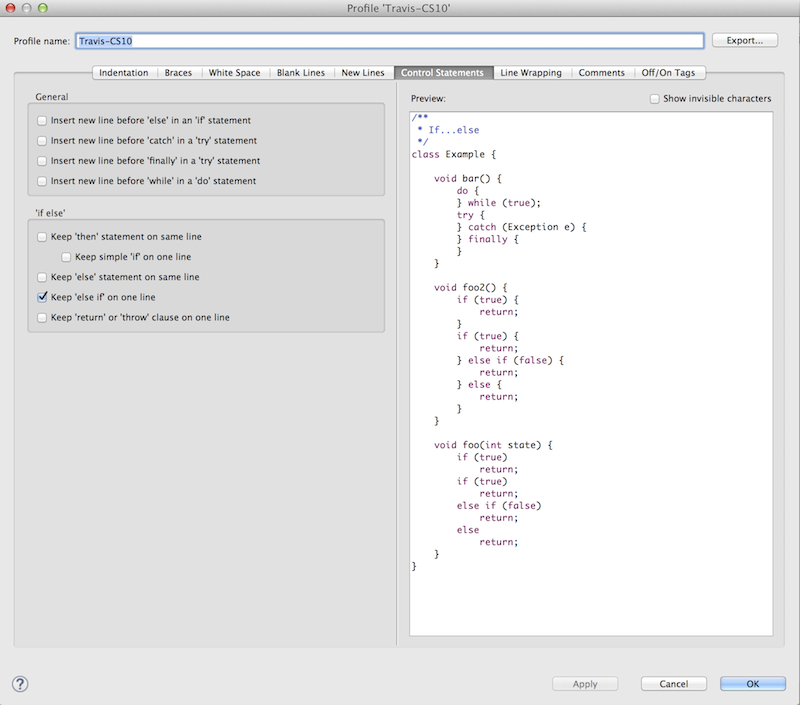 Profile 'Travis-CS10'
Profile name: Travis-CS10 Export...
Indentation Braces White Space Blank Lines New Lines Control Statements Line Wrapping Comments Off/On Tags
General
Insert new line before 'else' in an 'if' statement
Insert new line before 'catch' in a 'try' statement
Insert new line before 'finally' in a 'try' statement
Insert new line before 'while' in a 'do' statement
'if else'
Keep 'then' statement on same line
Keep simple 'if' on one line
Keep 'else' statement on same line
Keep 'else if' on one line
Keep 'return' or 'throw' clause on one line
Preview: Show invisible characters
/**
 * If...else
 */
class Example {

    void bar() {
        do {
        } while (true);
        try {
        } catch (Exception e) {
        } finally {
        }
    }

    void foo2() {
        if (true) {
            return;
        }
        if (true) {
            return;
        } else if (false) {
            return;
        } else {
            return;
        }
    }

    void foo(int state) {
        if (true)
            return;
        if (true)
            return;
        else if (false)
            return;
        else
            return;
    }
}
? Apply Cancel OK